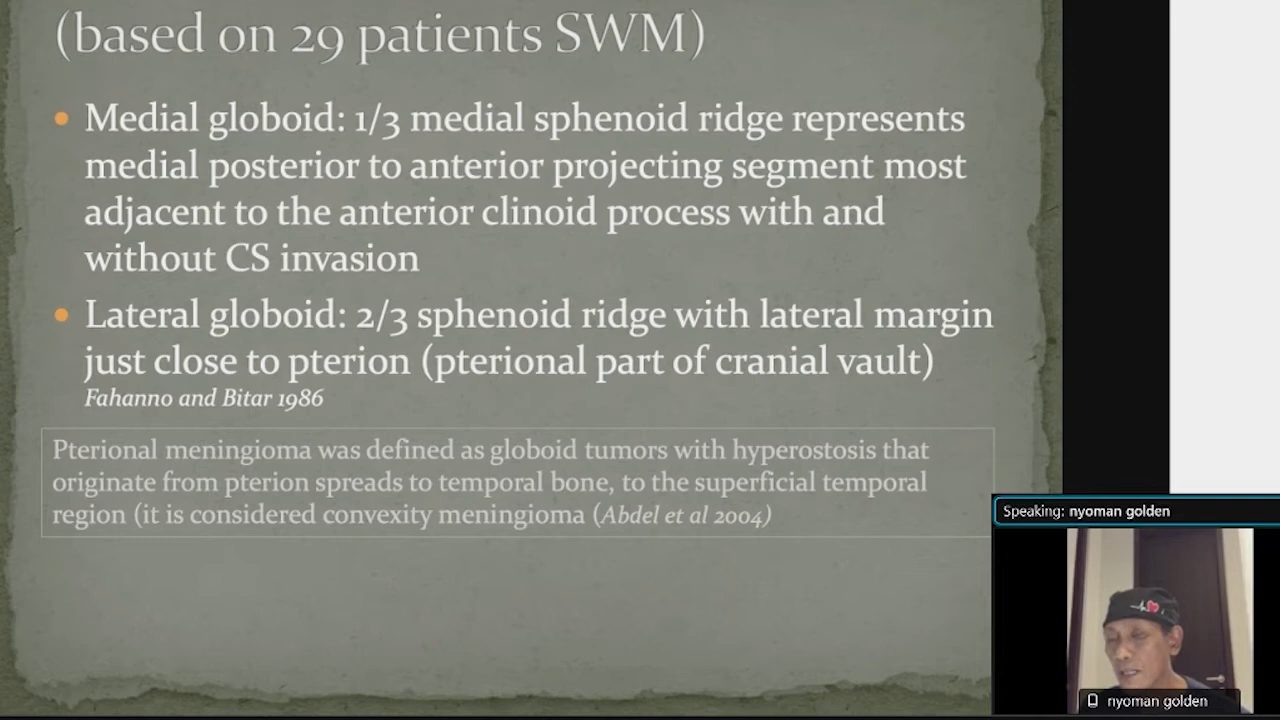 (based on 29 patients SWM)
• Medial globoid: 1/3 medial sphenoid ridge represents
medial posterior to anterior projecting segment most
adjacent to the anterior clinoid process with and
without CS invasion
• Lateral globoid: 2/3 sphenoid ridge with lateral margin
just close to pterion (pterional part of cranial vault)
Fahanno and Bitar 1986
Pterional meningioma was defined as globoid tumors with hyperostosis that
originate from pterion spreads to temporal bone, to the superficial temporal
region (it is considered convexity meningioma (Abdel et al 2004)
Speaking: nyoman golden
nyoman golden